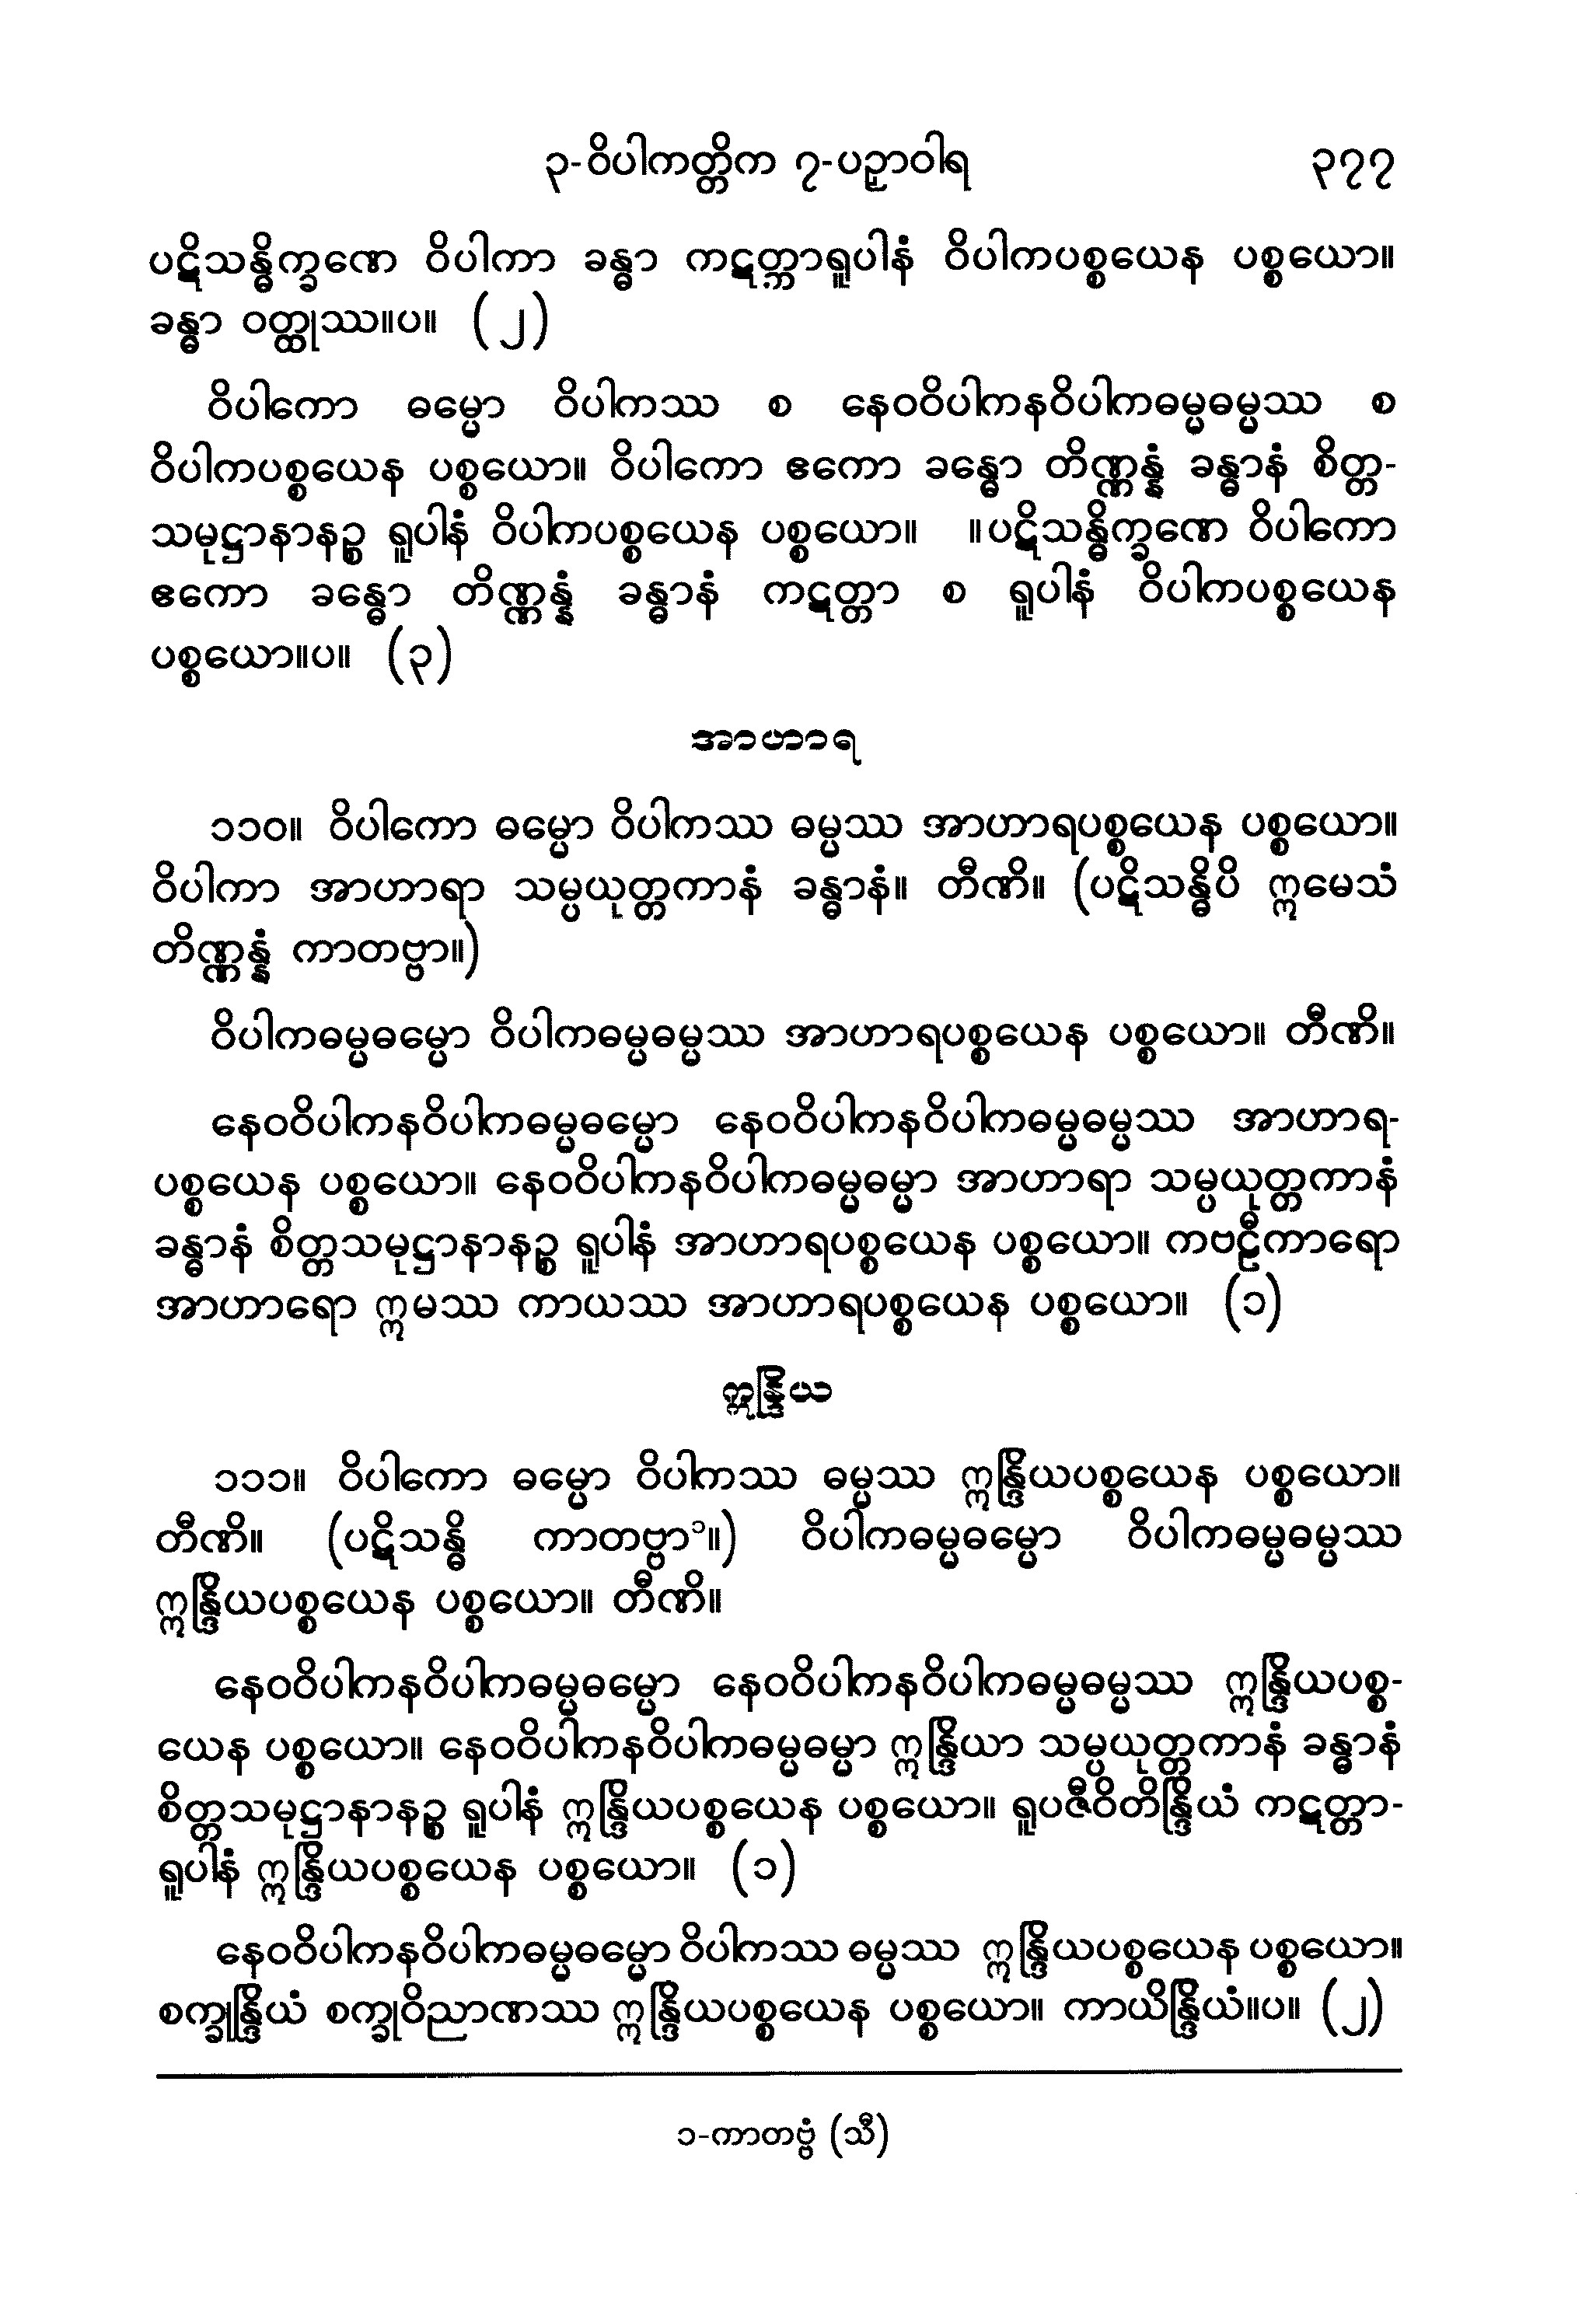 ၃-ဝိပါကတ္တိက ၇-ပဉှာဝါရ ၃၇၇
ပဋိသန္ဓိက္ခဏေ ဝိပါကာ ခန္ဓာ ကဋတ္တာရူပါနံ ဝိပါကပစ္စယေန ပစ္စယော။
ခန္ဓာ ဝတ္ထုဿ။ပ။ (၂)
ဝိပါကော ဓမ္မော ဝိပါကဿ စ နေဝဝိပါကနဝိပါကဓမ္မဓမ္မဿ စ
ဝိပါကပစ္စယေန ပစ္စယော။ ဝိပါကော ဧကော ခန္ဓော တိဏ္ဏန္နံ ခန္ဓာနံ စိတ္တ-
သမုဋ္ဌာနာနဉ္စ ရူပါနံ ဝိပါကပစ္စယေန ပစ္စယော။ ။ပဋိသန္ဓိက္ခဏေ ဝိပါကော
ဧကော ခန္ဓော တိဏ္ဏန္နံ ခန္ဓာနံ ကဋတ္တာ စ ရူပါနံ ဝိပါကပစ္စယေန
ပစ္စယော။ပ။ (၃)
အာဟာရ
၁၁၀။ ဝိပါကော ဓမ္မော ဝိပါကဿ ဓမ္မဿ အာဟာရပစ္စယေန ပစ္စယော။
ဝိပါကာ အာဟာရာ သမ္ပယုတ္တကာနံ ခန္ဓာနံ။ တီဏိ။ (ပဋိသန္ဓိပိ ဣမေသံ
တိဏ္ဏန္နံ ကာတဗ္ဗာ။)
ဝိပါကဓမ္မဓမ္မော ဝိပါကဓမ္မဓမ္မဿ အာဟာရပစ္စယေန ပစ္စယော။ တီဏိ။
နေဝဝိပါကနဝိပါကဓမ္မဓမ္မော နေဝဝိပါကနဝိပါကဓမ္မဓမ္မဿ အာဟာရ-
ပစ္စယေန ပစ္စယော။ နေဝဝိပါကနဝိပါကဓမ္မဓမ္မာ အာဟာရာ သမ္ပယုတ္တကာနံ
ခန္ဓာနံ စိတ္တသမုဋ္ဌာနာနဉ္စ ရူပါနံ အာဟာရပစ္စယေန ပစ္စယော။ ကဗဠီကာရော
အာဟာရော ဣမဿ ကာယဿ အာဟာရပစ္စယေန ပစ္စယော။ (၁)
ဣန္ဒြိယ
၁၁၁။ ဝိပါကော ဓမ္မော ဝိပါကဿ ဓမ္မဿ ဣန္ဒြိယပစ္စယေန ပစ္စယော။
တီဏိ။ (ပဋိသန္ဓိ ကာတဗ္ဗာ၁။) ဝိပါကဓမ္မဓမ္မော ဝိပါကဓမ္မဓမ္မဿ
ဣန္ဒြိယပစ္စယေန ပစ္စယော။ တီဏိ။
နေဝဝိပါကနဝိပါကဓမ္မဓမ္မော နေဝဝိပါကနဝိပါကဓမ္မဓမ္မဿ ဣန္ဒြိယပစ္စ-
ယေန ပစ္စယော။ နေဝဝိပါကနဝိပါကဓမ္မဓမ္မာ ဣန္ဒြိယာ သမ္ပယုတ္တကာနံ ခန္ဓာနံ
စိတ္တသမုဋ္ဌာနာနဉ္စ ရူပါနံ ဣန္ဒြိယပစ္စယေန ပစ္စယော။ ရူပဇီဝိတိန္ဒြိယံ ကဋတ္တာ-
ရူပါနံ ဣန္ဒြိယပစ္စယေန ပစ္စယော။ (၁)
နေဝဝိပါကနဝိပါကဓမ္မဓမ္မော ဝိပါကဿ ဓမ္မဿ ဣန္ဒြိယပစ္စယေန ပစ္စယော။
စက္ခုန္ဒြိယံ စက္ခုဝိညာဏဿ ဣန္ဒြိယပစ္စယေန ပစ္စယော။ ကာယိန္ဒြိယံ။ပ။ (၂)
၁-ကာတဗ္ဗံ (သီ)